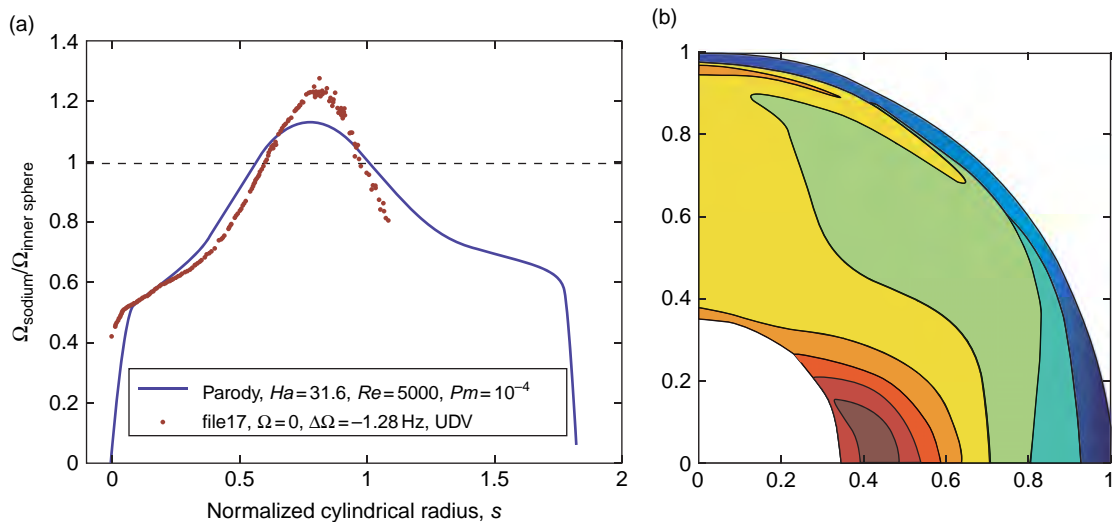 (a)
1.4
1.2
1
0.8
0.6
0.4
0.2
0
Ω_sodium/Ω_inner sphere
Parody, Ha=31.6, Re=5000, Pm=10⁻⁴
file17, Ω=0, ΔΩ=−1.28 Hz, UDV
0 0.5 1 1.5 2
Normalized cylindrical radius, s
(b)
1
0.8
0.6
0.4
0.2
0
0 0.2 0.4 0.6 0.8 1